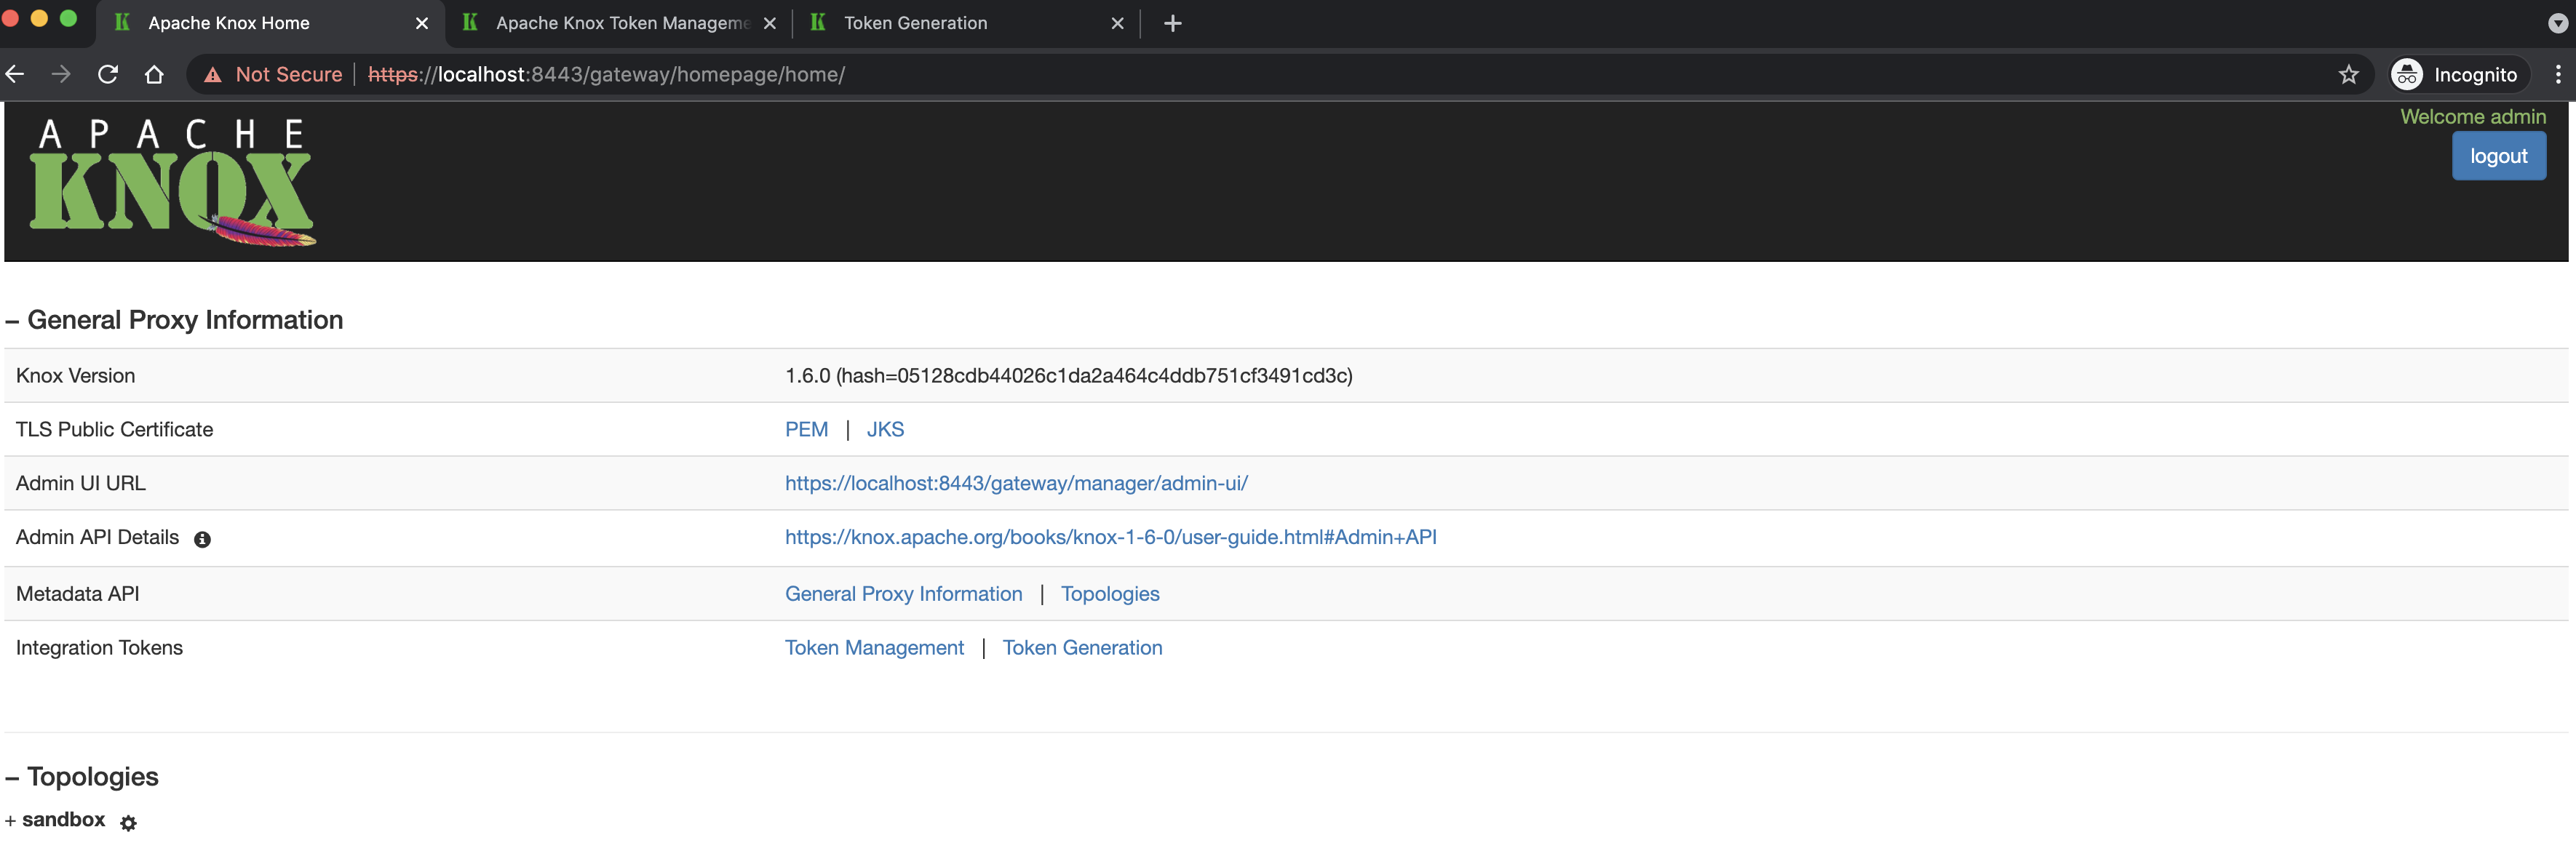 Apache Knox Home
Apache Knox Token Manageme
Token Generation
Not Secure https://localhost:8443/gateway/homepage/home/
Incognito
APACHE
KNOX
Welcome admin
logout
– General Proxy Information
Knox Version 1.6.0 (hash=05128cdb44026c1da2a464c4ddb751cf3491cd3c)
TLS Public Certificate PEM | JKS
Admin UI URL https://localhost:8443/gateway/manager/admin-ui/
Admin API Details https://knox.apache.org/books/knox-1-6-0/user-guide.html#Admin+API
Metadata API General Proxy Information | Topologies
Integration Tokens Token Management | Token Generation
– Topologies
+ sandbox